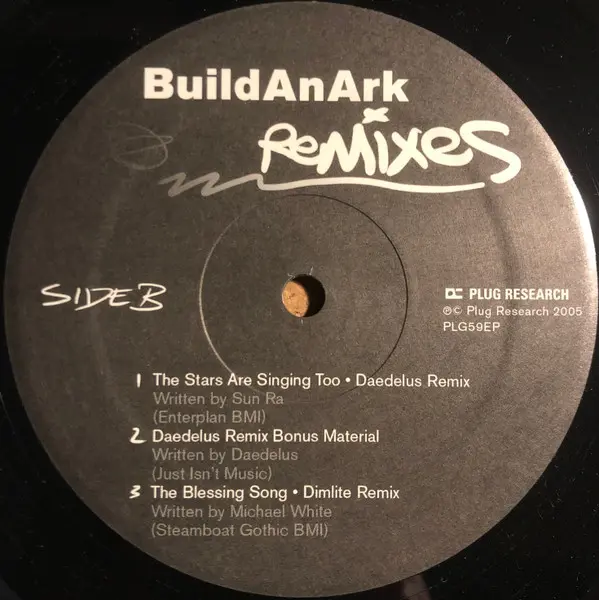 BuildAnArk
ReMixes
SIDE B
PLUG RESEARCH
℗© Plug Research 2005
PLG59EP
1 The Stars Are Singing Too • Daedelus Remix
Written by Sun Ra
(Enterplan BMI)
2 Daedelus Remix Bonus Material
Written by Daedelus
(Just Isn't Music)
3 The Blessing Song • Dimlite Remix
Written by Michael White
(Steamboat Gothic BMI)